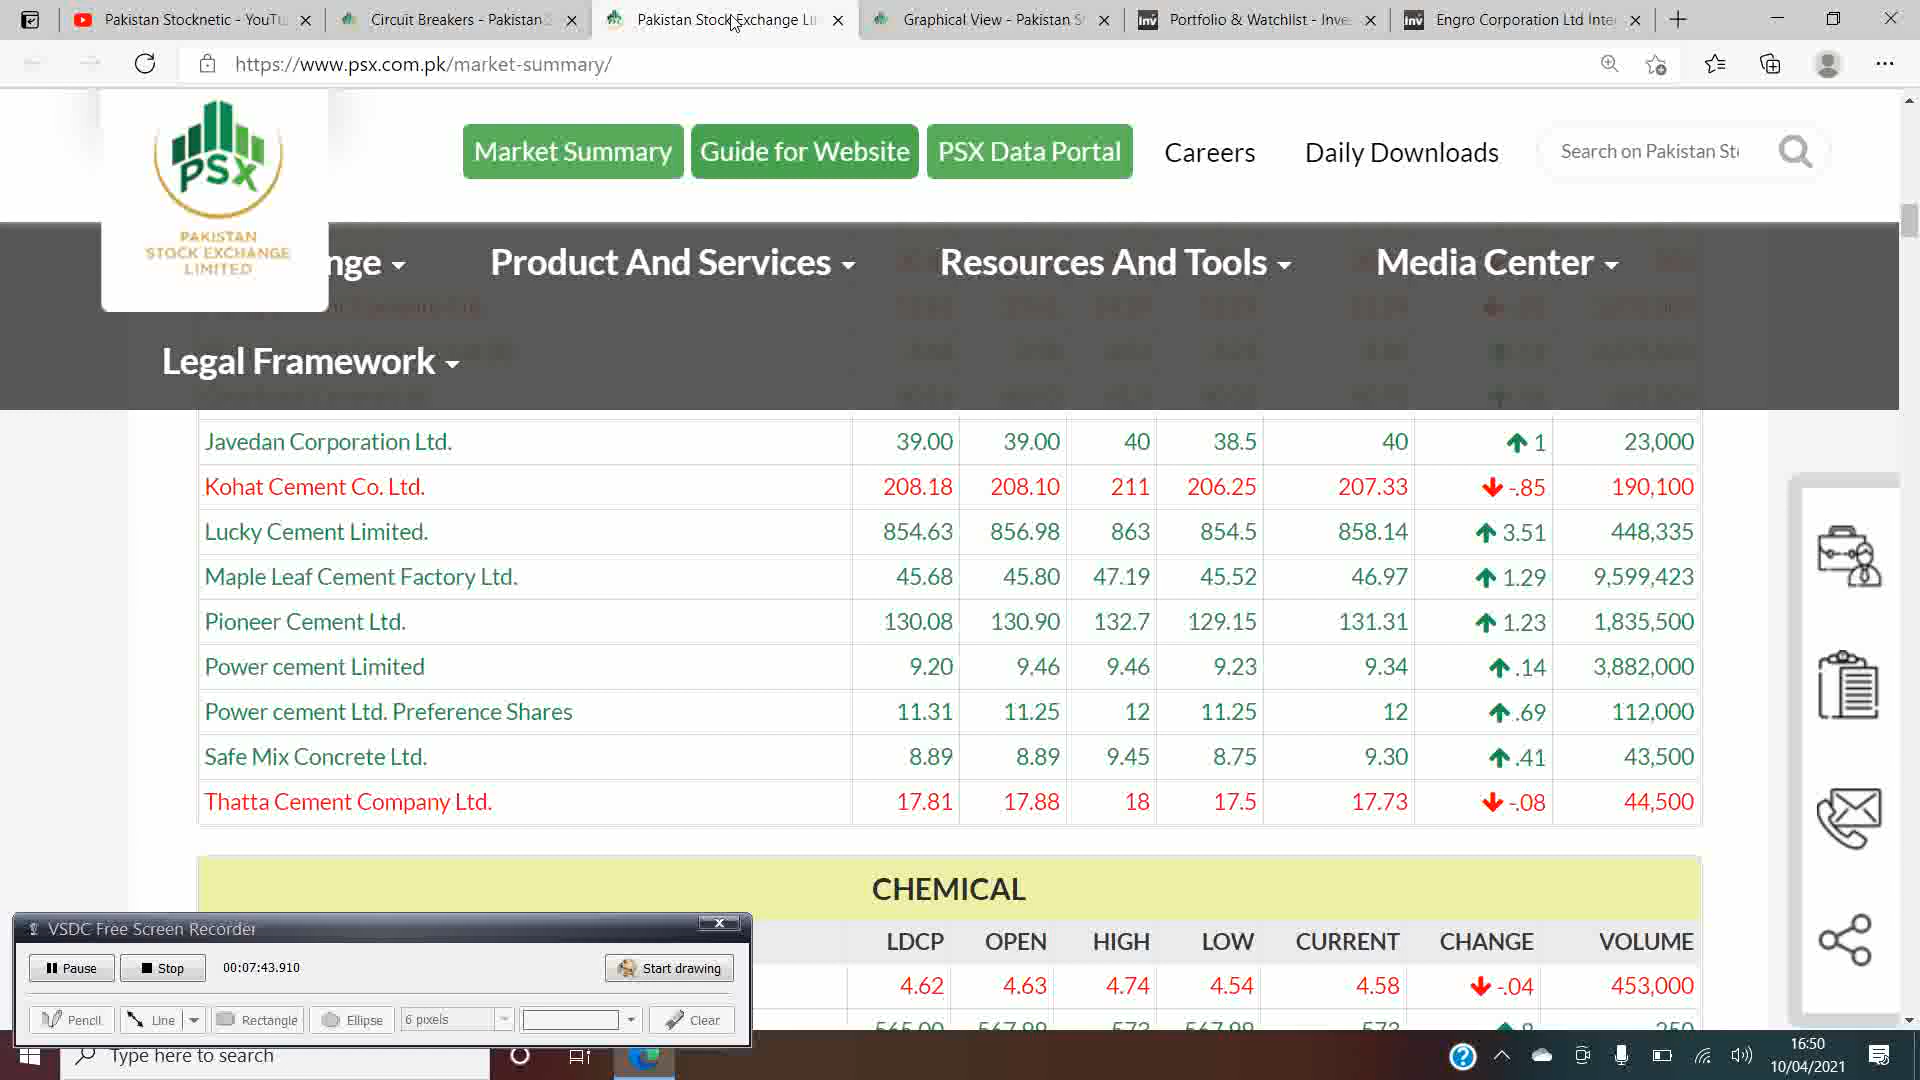 Pakistan Stocknetic - YouTu
Circuit Breakers - Pakistan S
Pakistan Stock Exchange Li
Graphical View - Pakistan St
Portfolio & Watchlist - Inve
Engro Corporation Ltd Inte
https://www.psx.com.pk/market-summary/
PSX
PAKISTAN
STOCK EXCHANGE
LIMITED
Market Summary
Guide for Website
PSX Data Portal
Careers
Daily Downloads
Search on Pakistan Sto
nge
Product And Services
Resources And Tools
Media Center
Legal Framework
Javedan Corporation Ltd. 39.00 39.00 40 38.5 40 1 23,000
Kohat Cement Co. Ltd. 208.18 208.10 211 206.25 207.33 -.85 190,100
Lucky Cement Limited. 854.63 856.98 863 854.5 858.14 3.51 448,335
Maple Leaf Cement Factory Ltd. 45.68 45.80 47.19 45.52 46.97 1.29 9,599,423
Pioneer Cement Ltd. 130.08 130.90 132.7 129.15 131.31 1.23 1,835,500
Power cement Limited 9.20 9.46 9.46 9.23 9.34 .14 3,882,000
Power cement Ltd. Preference Shares 11.31 11.25 12 11.25 12 .69 112,000
Safe Mix Concrete Ltd. 8.89 8.89 9.45 8.75 9.30 .41 43,500
Thatta Cement Company Ltd. 17.81 17.88 18 17.5 17.73 -.08 44,500
CHEMICAL
LDCP OPEN HIGH LOW CURRENT CHANGE VOLUME
4.62 4.63 4.74 4.54 4.58 -.04 453,000
565.00 567.99 573 567.99 573 8 250
VSDC Free Screen Recorder
Pause
Stop
00:07:43.910
Start drawing
Pencil
Line
Rectangle
Ellipse
6 pixels
Clear
Type here to search
16:50
10/04/2021